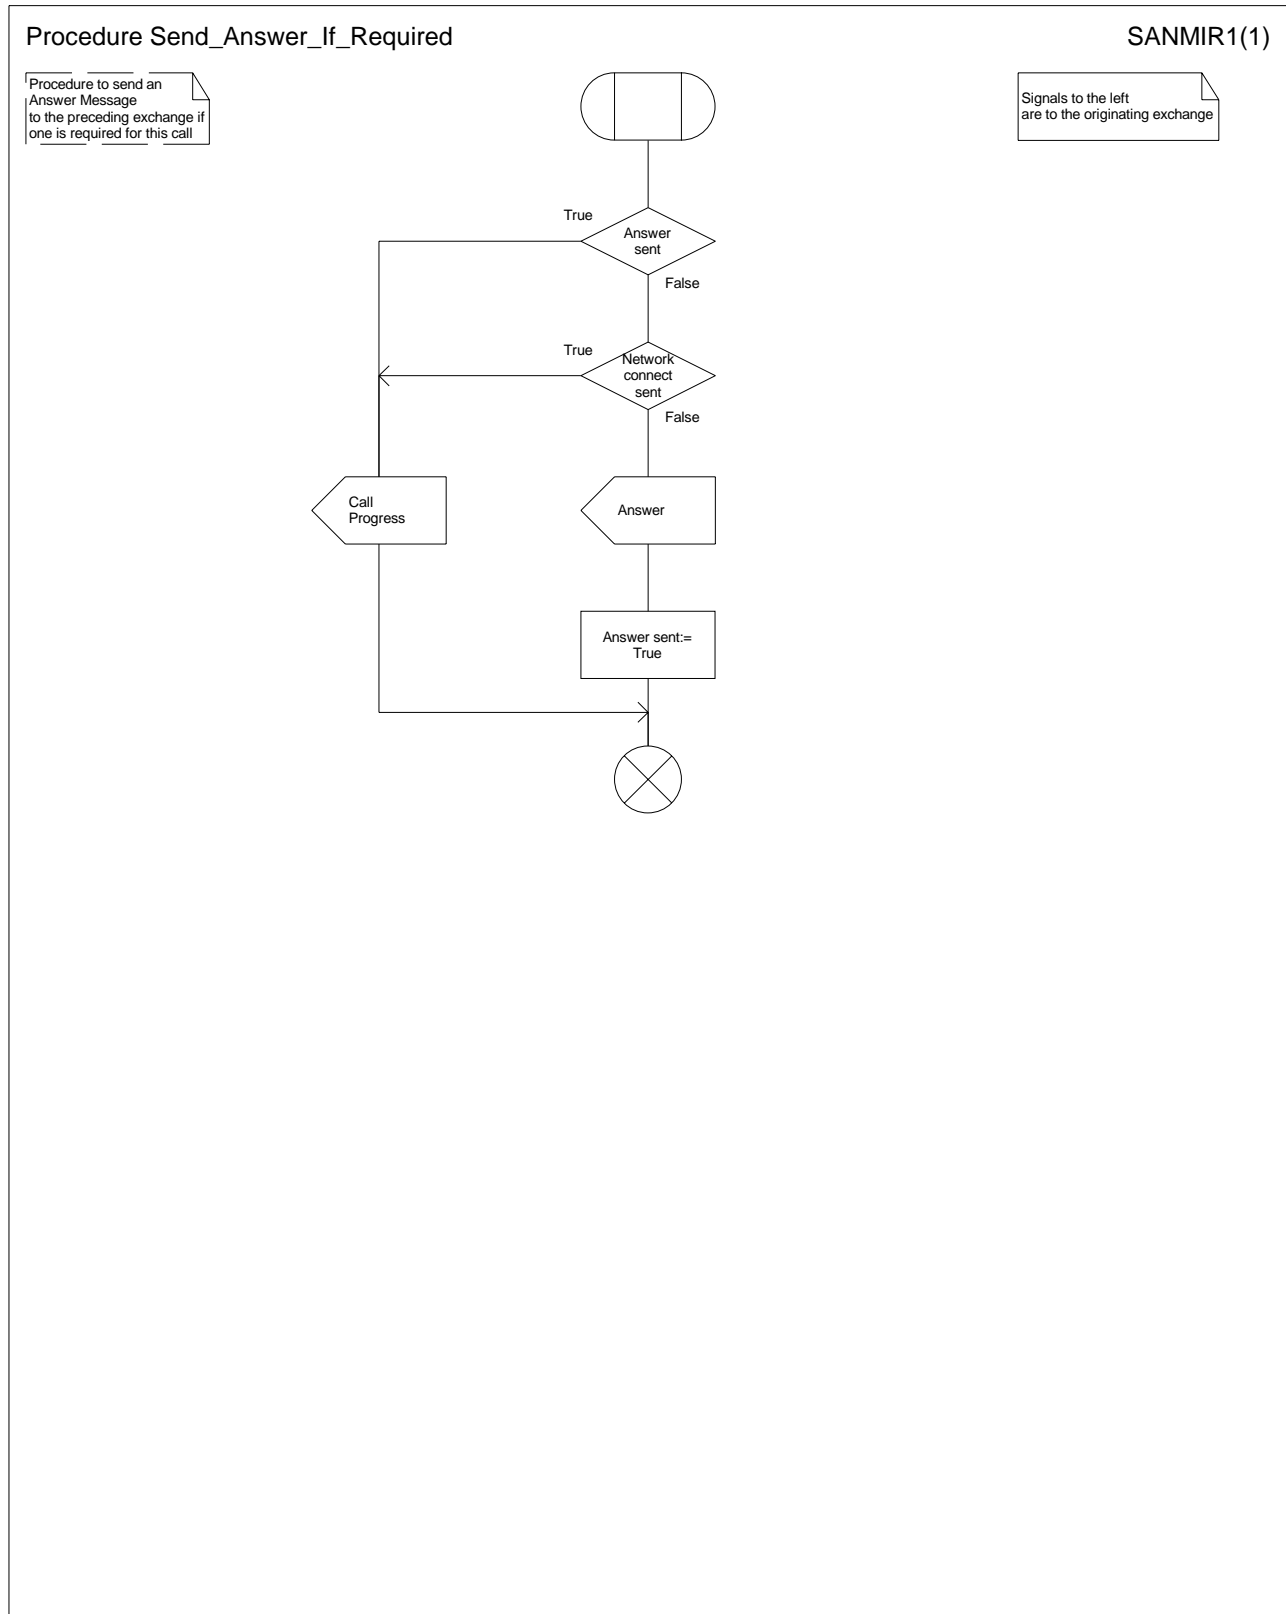 Procedure Send_Answer_If_Required
SANMIR1(1)
Procedure to send an
Answer Message
to the preceding exchange if
one is required for this call
Signals to the left
are to the originating exchange
True
Answer
sent
False
True
Network
connect
sent
False
Call
Progress
Answer
Answer sent:=
True